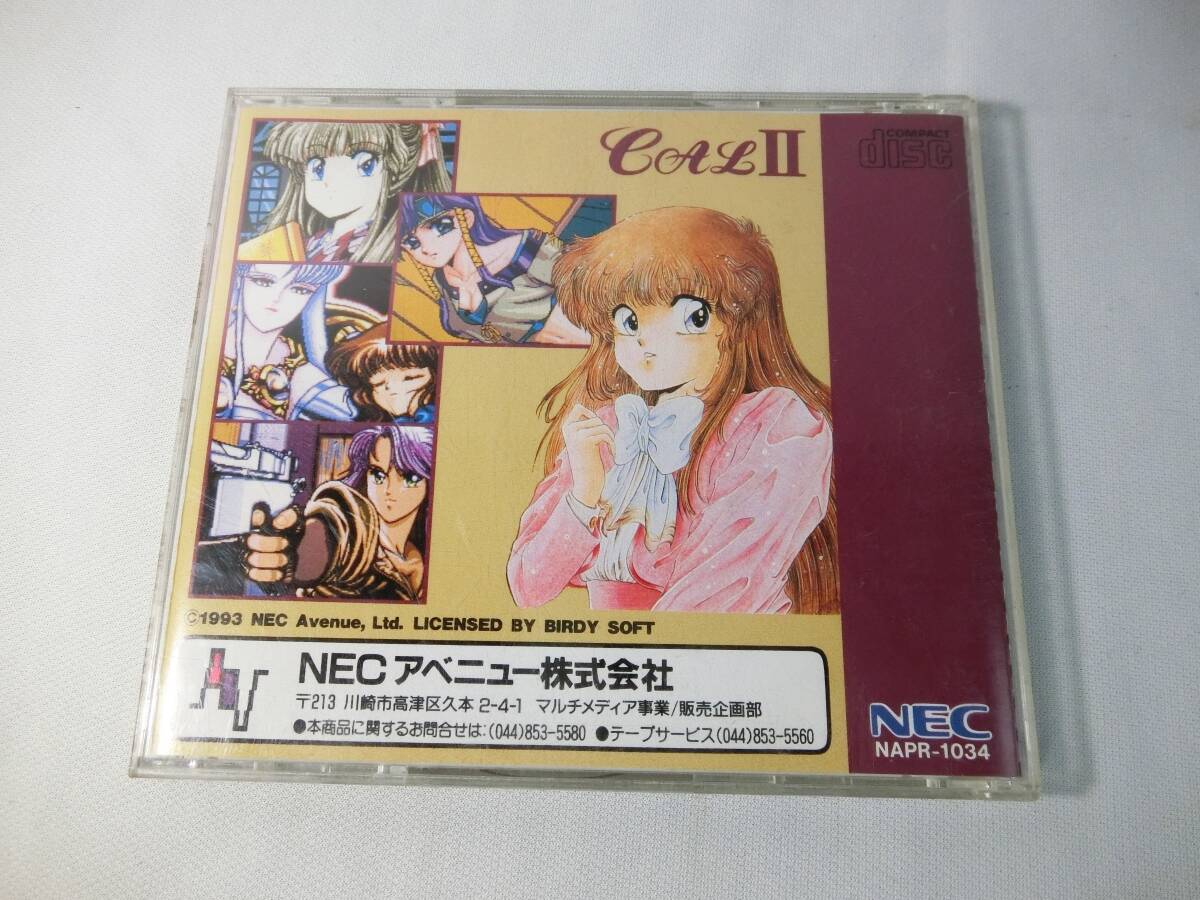 CAL II
COMPACT
disc
©1993 NEC Avenue, Ltd. LICENSED BY BIRDY SOFT
NECアベニュー株式会社
〒213 川崎市高津区久本2-4-1 マルチメディア事業/販売企画部
●本商品に関するお問合せは:(044)853-5580 ●テープサービス(044)853-5560
NEC
NAPR-1034